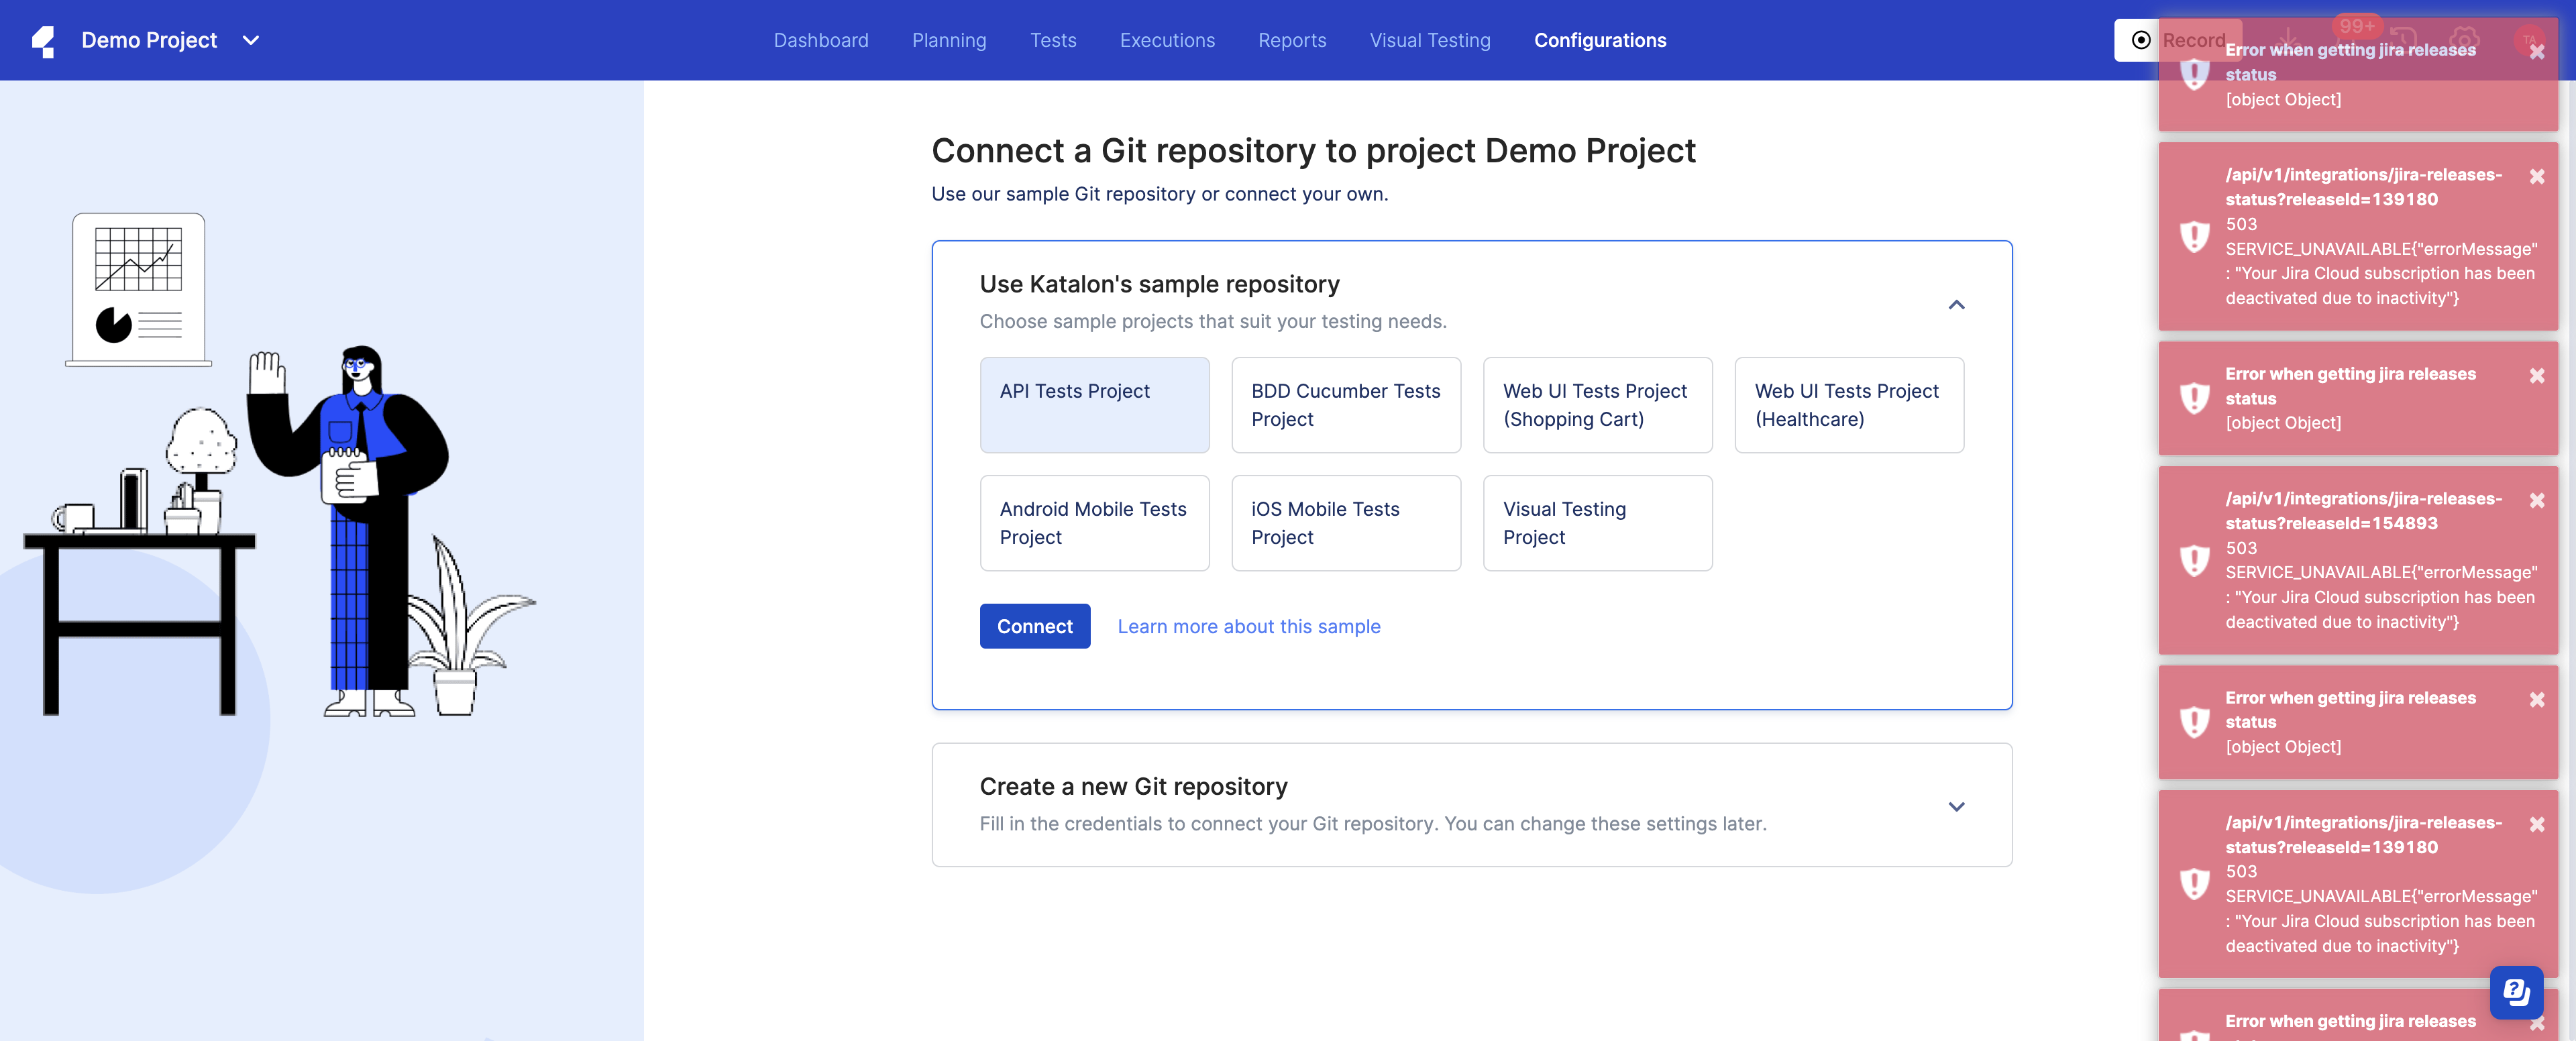 Demo Project
Dashboard
Planning
Tests
Executions
Reports
Visual Testing
Configurations
Record
99+
TA
Connect a Git repository to project Demo Project
Use our sample Git repository or connect your own.
Use Katalon's sample repository
Choose sample projects that suit your testing needs.
API Tests Project
BDD Cucumber Tests
Project
Web UI Tests Project
(Shopping Cart)
Web UI Tests Project
(Healthcare)
Android Mobile Tests
Project
iOS Mobile Tests
Project
Visual Testing
Project
Connect
Learn more about this sample
Create a new Git repository
Fill in the credentials to connect your Git repository. You can change these settings later.
Error when getting jira releases
status
[object Object]
/api/v1/integrations/jira-releases-
status?releaseId=139180
503
SERVICE_UNAVAILABLE{"errorMessage"
: "Your Jira Cloud subscription has been
deactivated due to inactivity"}
Error when getting jira releases
status
[object Object]
/api/v1/integrations/jira-releases-
status?releaseId=154893
503
SERVICE_UNAVAILABLE{"errorMessage"
: "Your Jira Cloud subscription has been
deactivated due to inactivity"}
Error when getting jira releases
status
[object Object]
/api/v1/integrations/jira-releases-
status?releaseId=139180
503
SERVICE_UNAVAILABLE{"errorMessage"
: "Your Jira Cloud subscription has been
deactivated due to inactivity"}
Error when getting jira releases